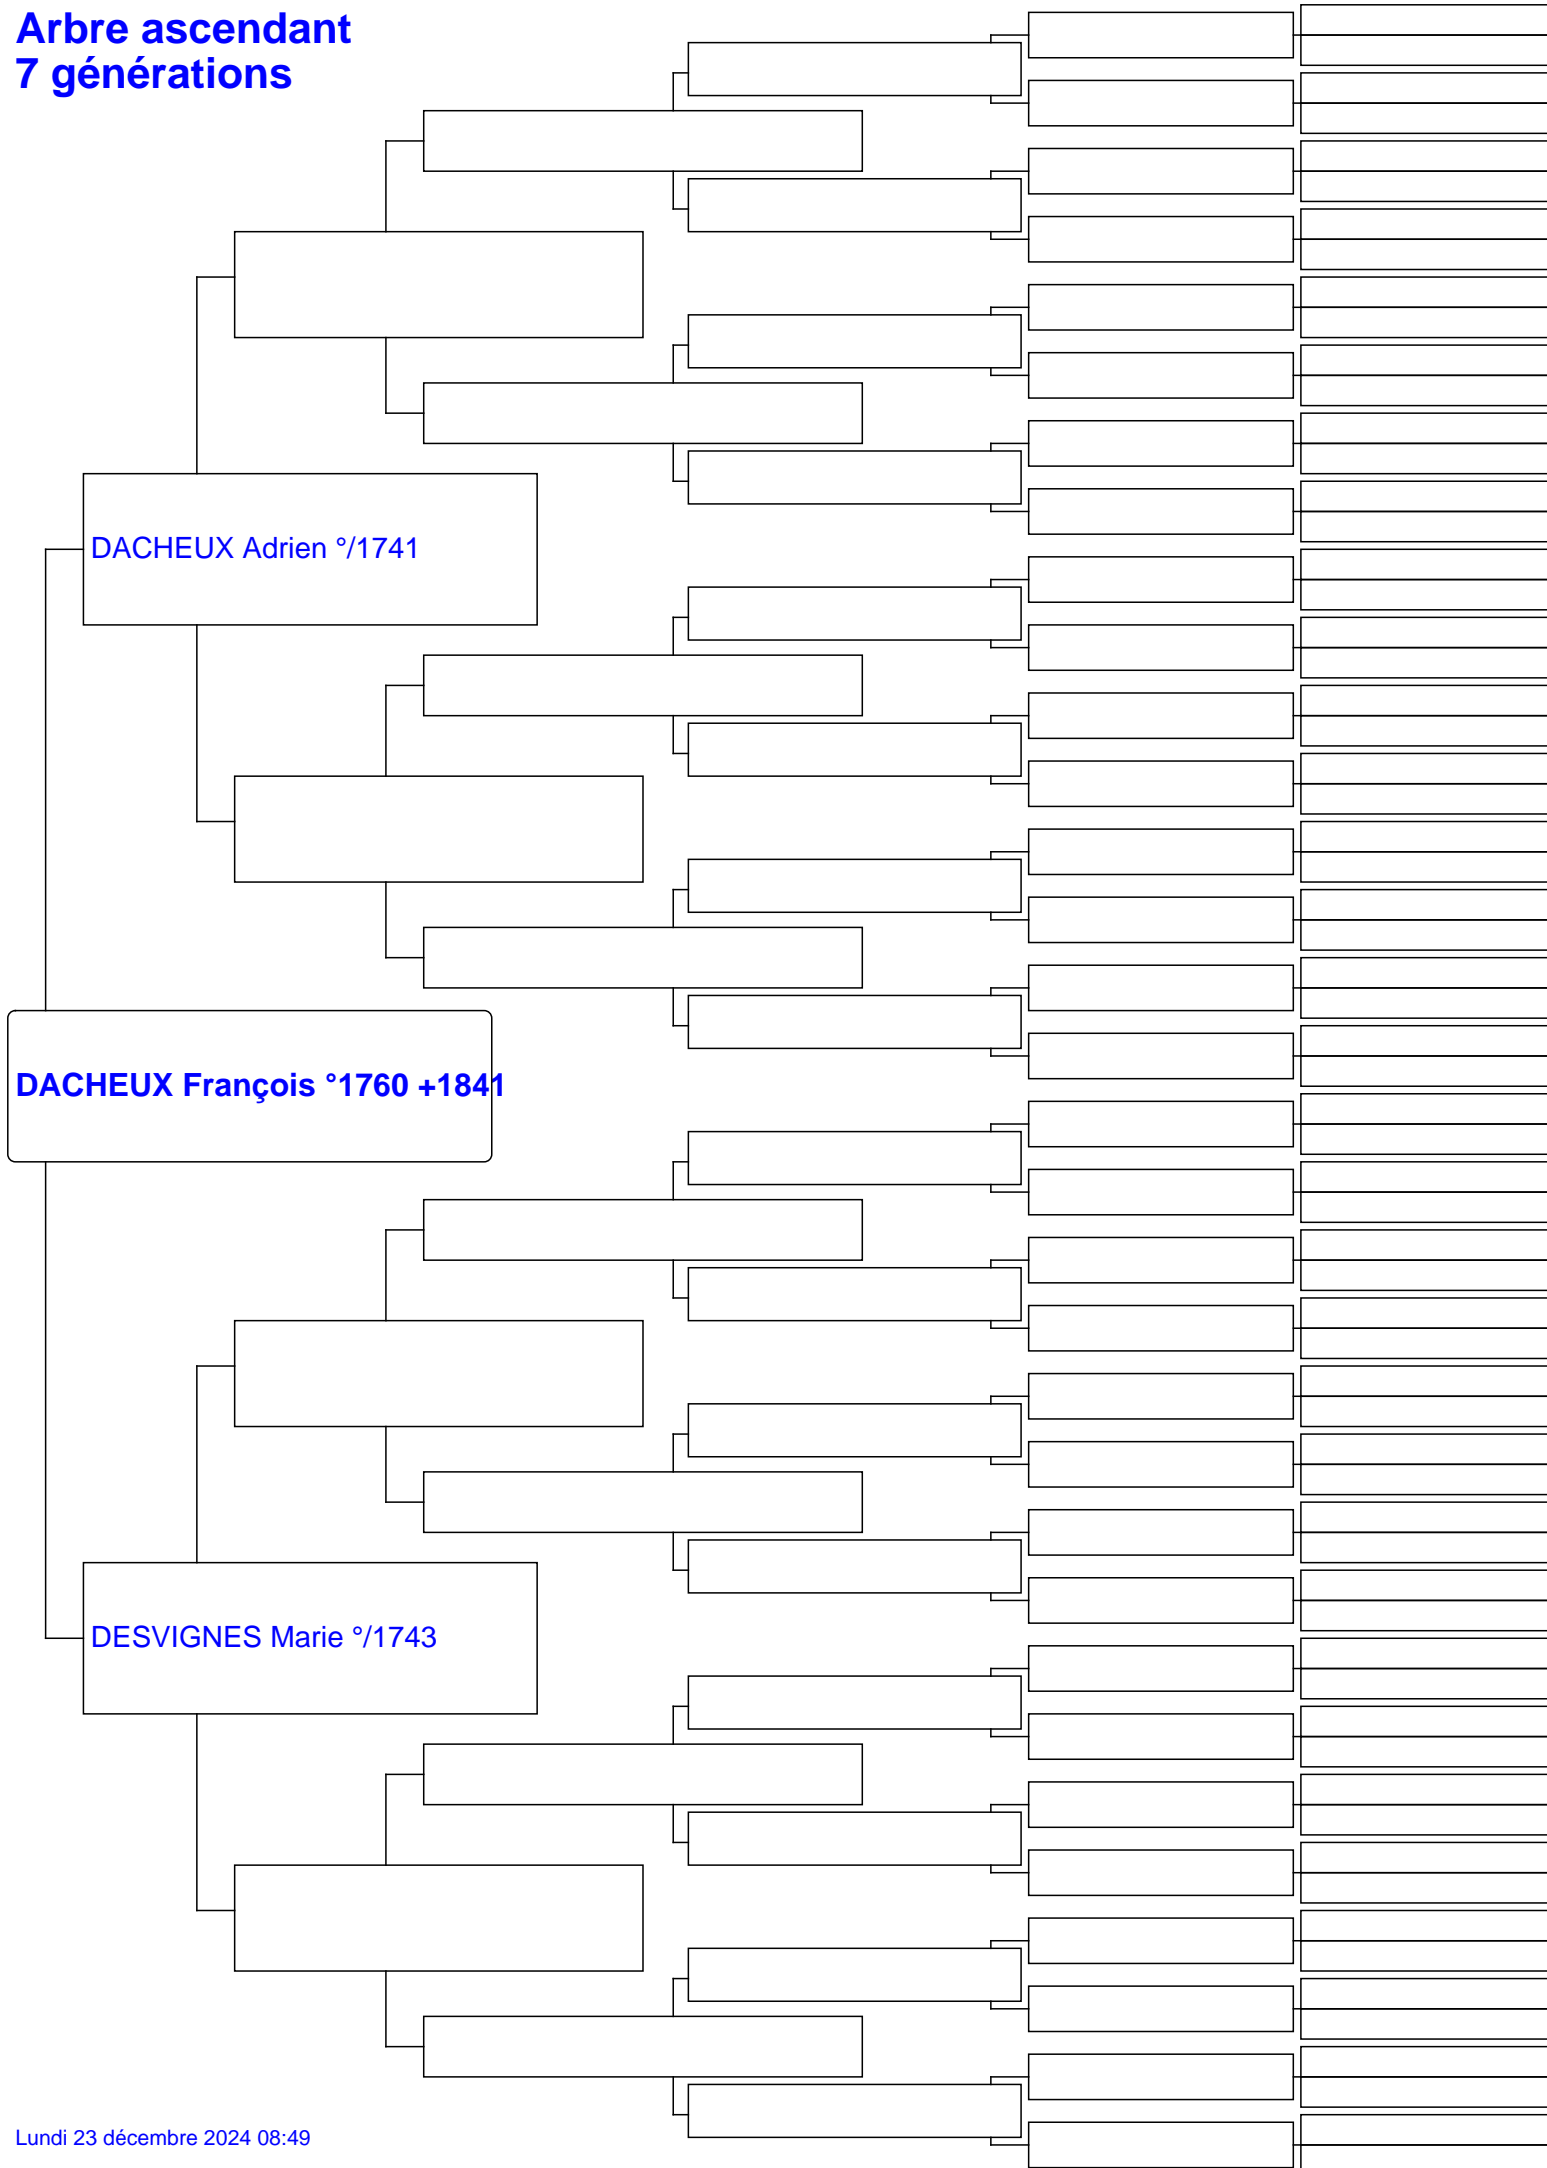 Arbre ascendant
7 générations
DACHEUX Adrien °/1741
DACHEUX François °1760 +1841
DESVIGNES Marie °/1743
Lundi 23 décembre 2024 08:49